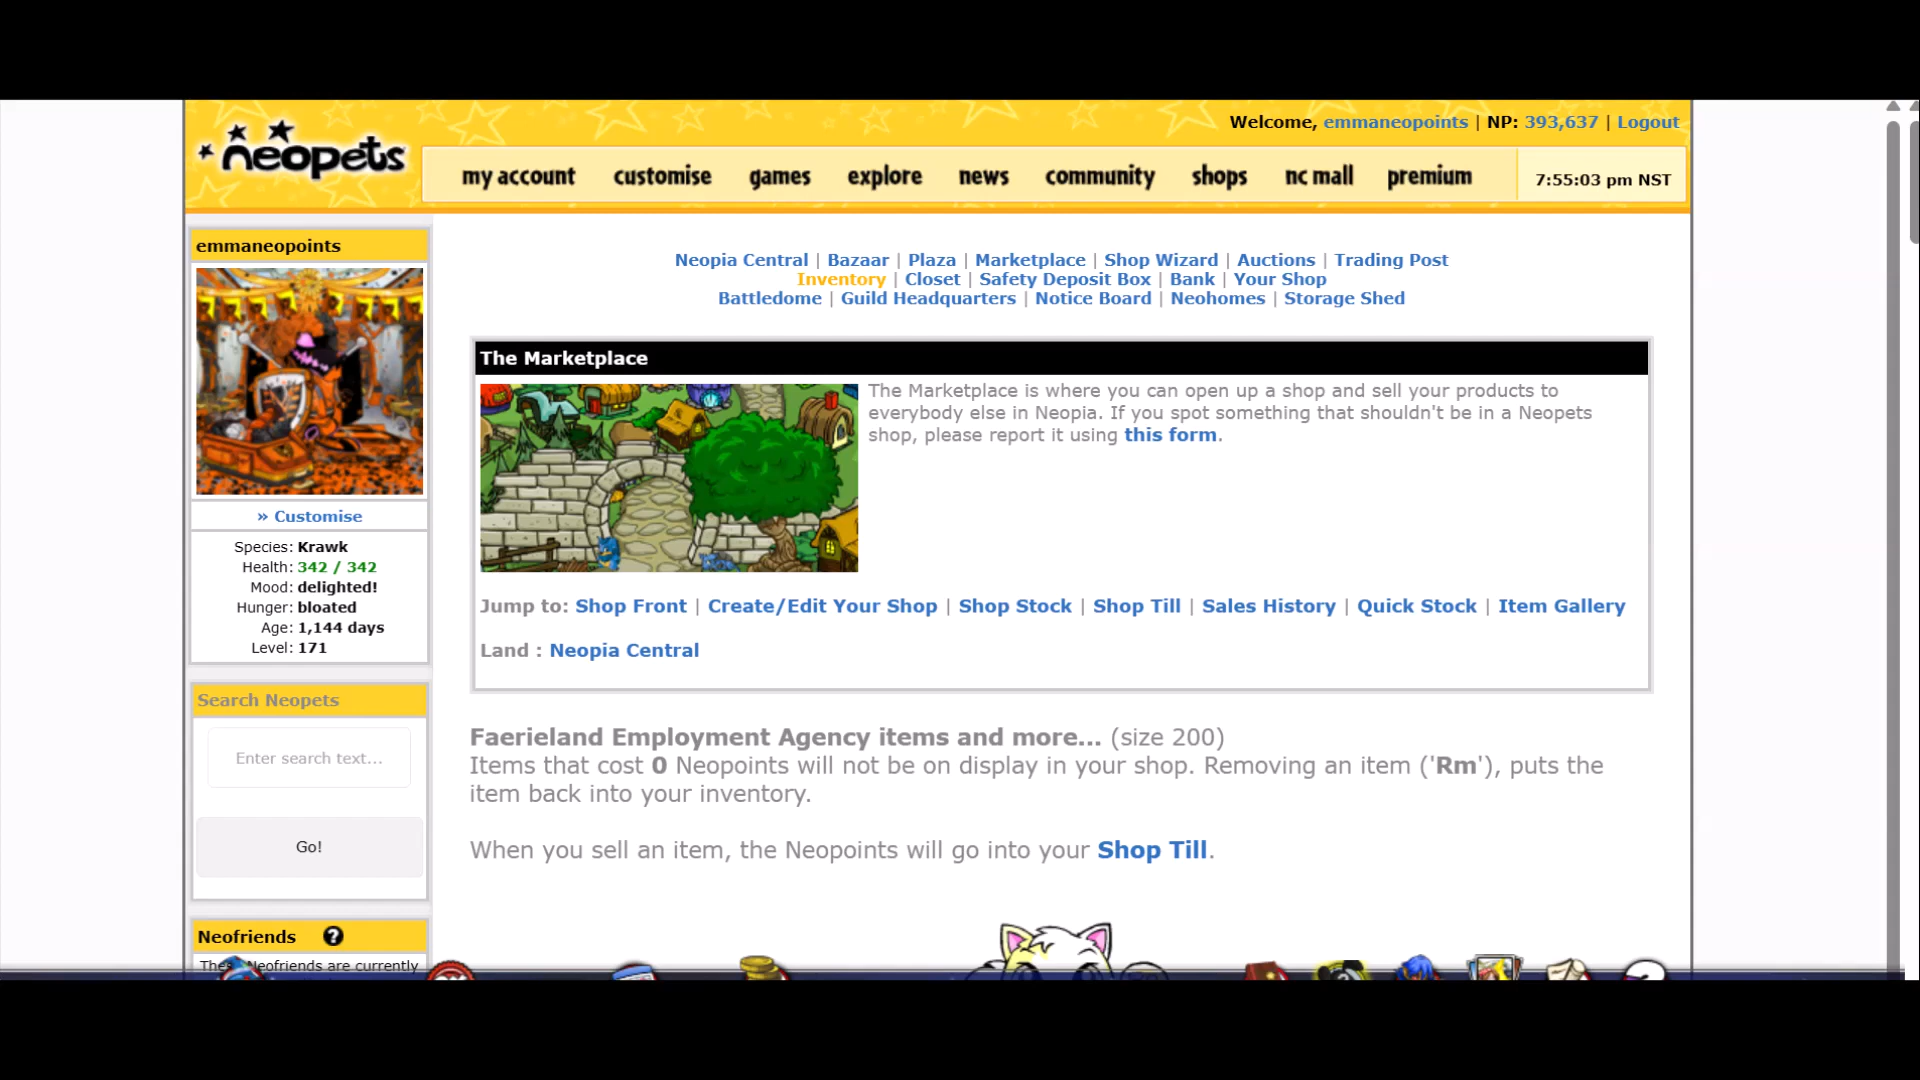 Welcome, emmaneopoints | NP: 393,637 | Logout
neopets
my account customise games explore news community shops nc mall premium
7:55:03 pm NST
emmaneopoints
» Customise
Species: Krawk
Health: 342 / 342
Mood: delighted!
Hunger: bloated
Age: 1,144 days
Level: 171
Search Neopets
Enter search text...
Go!
Neofriends ?
Neofriends are currently
Neopia Central | Bazaar | Plaza | Marketplace | Shop Wizard | Auctions | Trading Post
Inventory | Closet | Safety Deposit Box | Bank | Your Shop
Battledome | Guild Headquarters | Notice Board | Neohomes | Storage Shed
The Marketplace
The Marketplace is where you can open up a shop and sell your products to
everybody else in Neopia. If you spot something that shouldn't be in a Neopets
shop, please report it using this form.
Jump to: Shop Front | Create/Edit Your Shop | Shop Stock | Shop Till | Sales History | Quick Stock | Item Gallery
Land : Neopia Central
Faerieland Employment Agency items and more... (size 200)
Items that cost 0 Neopoints will not be on display in your shop. Removing an item ('Rm'), puts the
item back into your inventory.
When you sell an item, the Neopoints will go into your Shop Till.